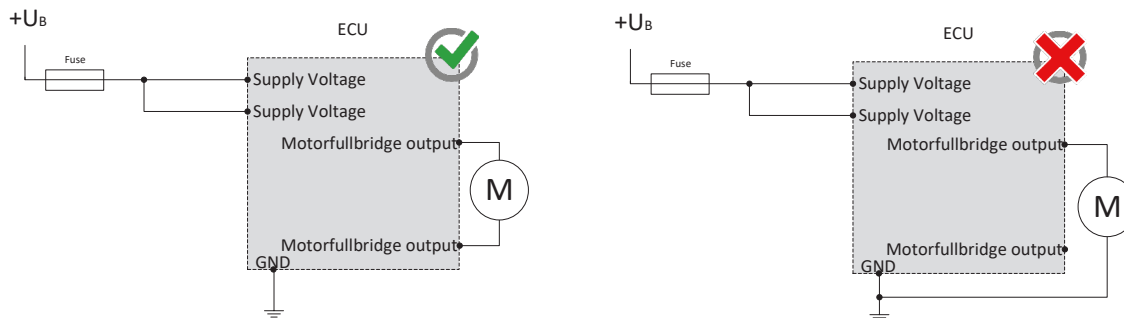 +UB
ECU
Fuse
Supply Voltage
Supply Voltage
Motorfullbridge output
M
Motorfullbridge output
GND
+UB
ECU
Fuse
Supply Voltage
Supply Voltage
Motorfullbridge output
M
Motorfullbridge output
GND